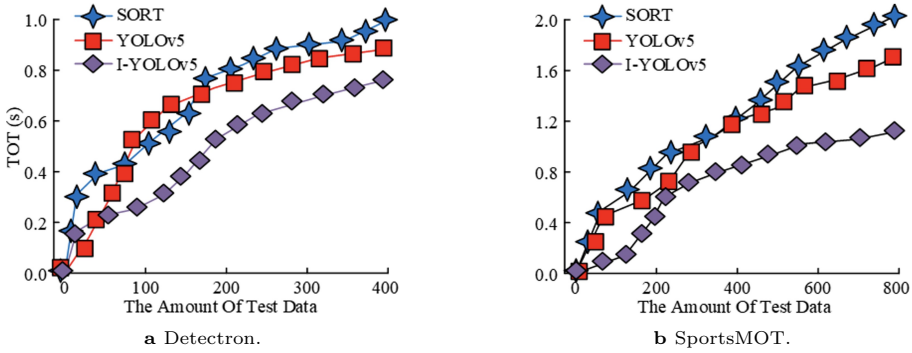 SORT
YOLOv5
I-YOLOv5
TOT (s)
1.0
0.8
0.6
0.4
0.2
0.0
0 100 200 300 400
The Amount Of Test Data
a Detectron.
SORT
YOLOv5
I-YOLOv5
2.0
1.6
1.2
0.8
0.4
0.0
0 200 400 600 800
The Amount Of Test Data
b SportsMOT.